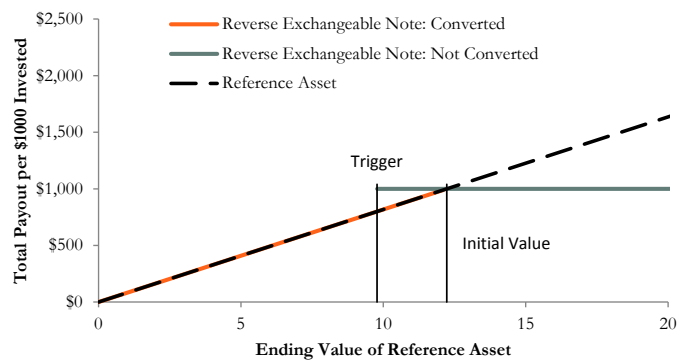 Total Payout per $1000 Invested
$2,500
$2,000
$1,500
$1,000
$500
$0
Reverse Exchangeable Note: Converted
Reverse Exchangeable Note: Not Converted
Reference Asset
Trigger
Initial Value
0
5
10
15
20
Ending Value of Reference Asset